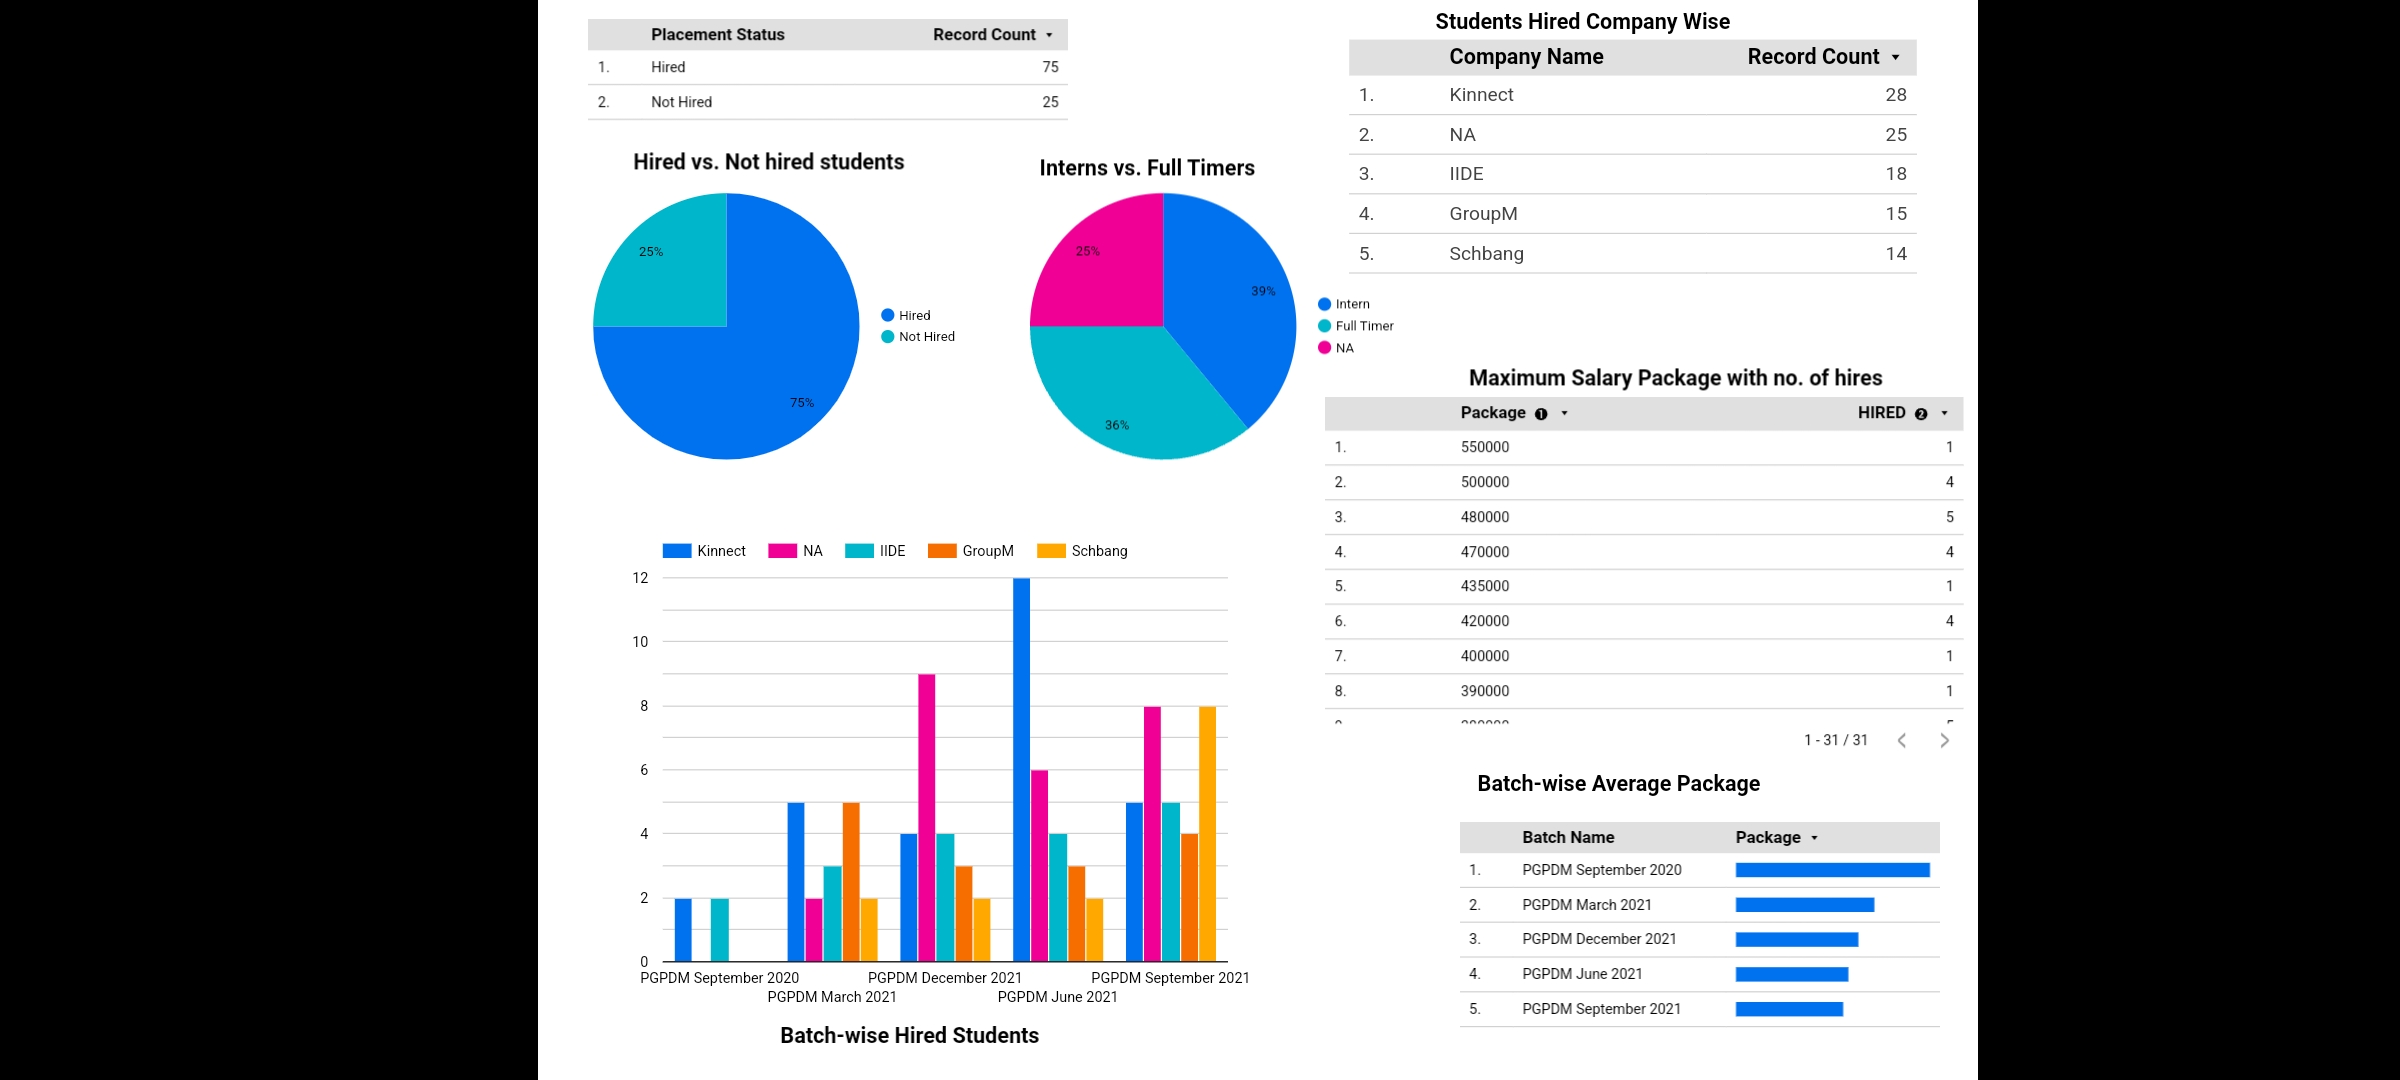 Placement Status Record Count
1. Hired 75
2. Not Hired 25
Hired vs. Not hired students
25%
75%
Hired
Not Hired
Interns vs. Full Timers
25%
39%
36%
Intern
Full Timer
NA
Students Hired Company Wise
Company Name Record Count
1. Kinnect 28
2. NA 25
3. IIDE 18
4. GroupM 15
5. Schbang 14
Maximum Salary Package with no. of hires
Package 1 HIRED 2
1. 550000 1
2. 500000 4
3. 480000 5
4. 470000 4
5. 435000 1
6. 420000 4
7. 400000 1
8. 390000 1
1 - 31 / 31
Kinnect NA IIDE GroupM Schbang
12
10
8
6
4
2
0
PGPDM September 2020 PGPDM December 2021 PGPDM September 2021
PGPDM March 2021 PGPDM June 2021
Batch-wise Hired Students
Batch-wise Average Package
Batch Name Package
1. PGPDM September 2020
2. PGPDM March 2021
3. PGPDM December 2021
4. PGPDM June 2021
5. PGPDM September 2021